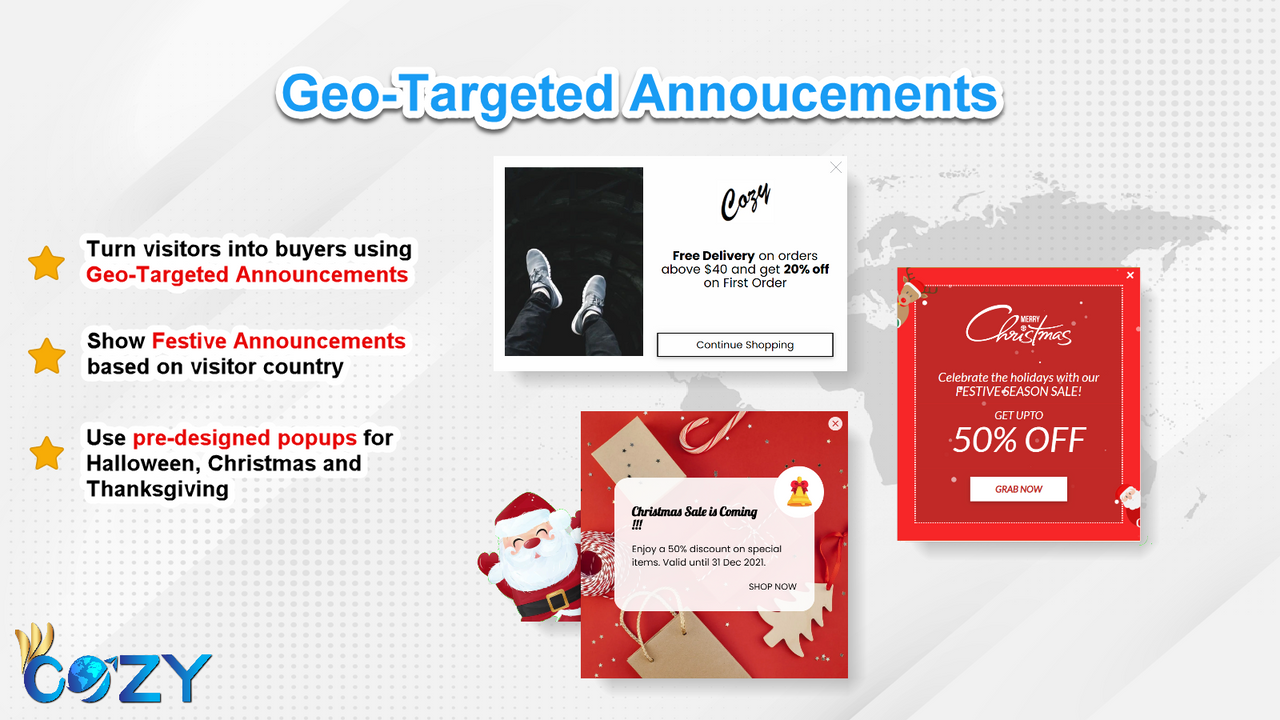 Geo-Targeted Annoucements
Turn visitors into buyers using
Geo-Targeted Announcements
Show Festive Announcements
based on visitor country
Use pre-designed popups for
Halloween, Christmas and
Thanksgiving
Cozy
Free Delivery on orders
above $40 and get 20% off
on First Order
Continue Shopping
MERRY
Christmas
Celebrate the holidays with our
FESTIVE SEASON SALE!
GET UPTO
50% OFF
GRAB NOW
Christmas Sale is Coming
!!!
Enjoy a 50% discount on special
items. Valid until 31 Dec 2021.
SHOP NOW
COZY